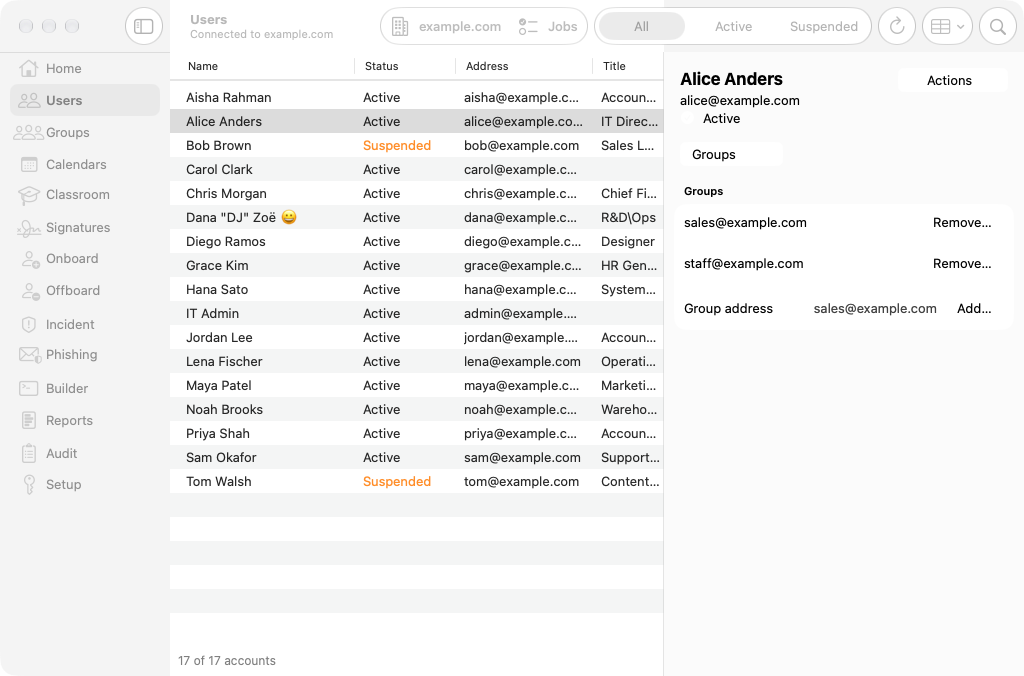 Users
Connected to example.com
example.com
Jobs
All
Active
Suspended
Home
Users
Groups
Calendars
Classroom
Signatures
Onboard
Offboard
Incident
Phishing
Builder
Reports
Audit
Setup
Name Status Address Title
Aisha Rahman Active aisha@example.c... Accoun...
Alice Anders Active alice@example.co... IT Direc...
Bob Brown Suspended bob@example.com Sales L...
Carol Clark Active carol@example.c...
Chris Morgan Active chris@example.c... Chief Fi...
Dana "DJ" Zoë 😀 Active dana@example.c... R&D\Ops
Diego Ramos Active diego@example.c... Designer
Grace Kim Active grace@example.c... HR Gen...
Hana Sato Active hana@example.c... System...
IT Admin Active admin@example....
Jordan Lee Active jordan@example.... Accoun...
Lena Fischer Active lena@example.com Operati...
Maya Patel Active maya@example.c... Marketi...
Noah Brooks Active noah@example.c... Wareho...
Priya Shah Active priya@example.c... Accoun...
Sam Okafor Active sam@example.com Support...
Tom Walsh Suspended tom@example.com Content...
17 of 17 accounts
Alice Anders
Actions
alice@example.com
Active
Groups
Groups
sales@example.com Remove...
staff@example.com Remove...
Group address sales@example.com Add...